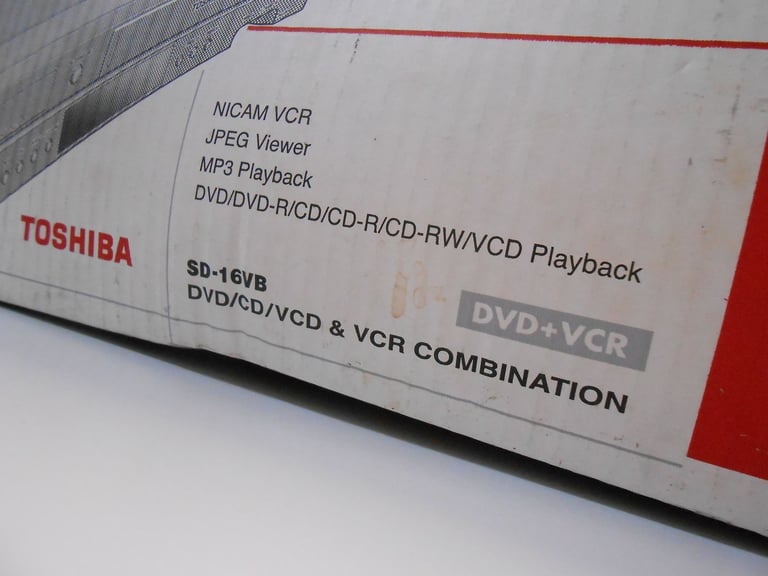 NICAM VCR
JPEG Viewer
MP3 Playback
DVD/DVD-R/CD/CD-R/CD-RW/VCD Playback
TOSHIBA
SD-16VB
DVD+VCR
DVD/CD/VCD & VCR COMBINATION